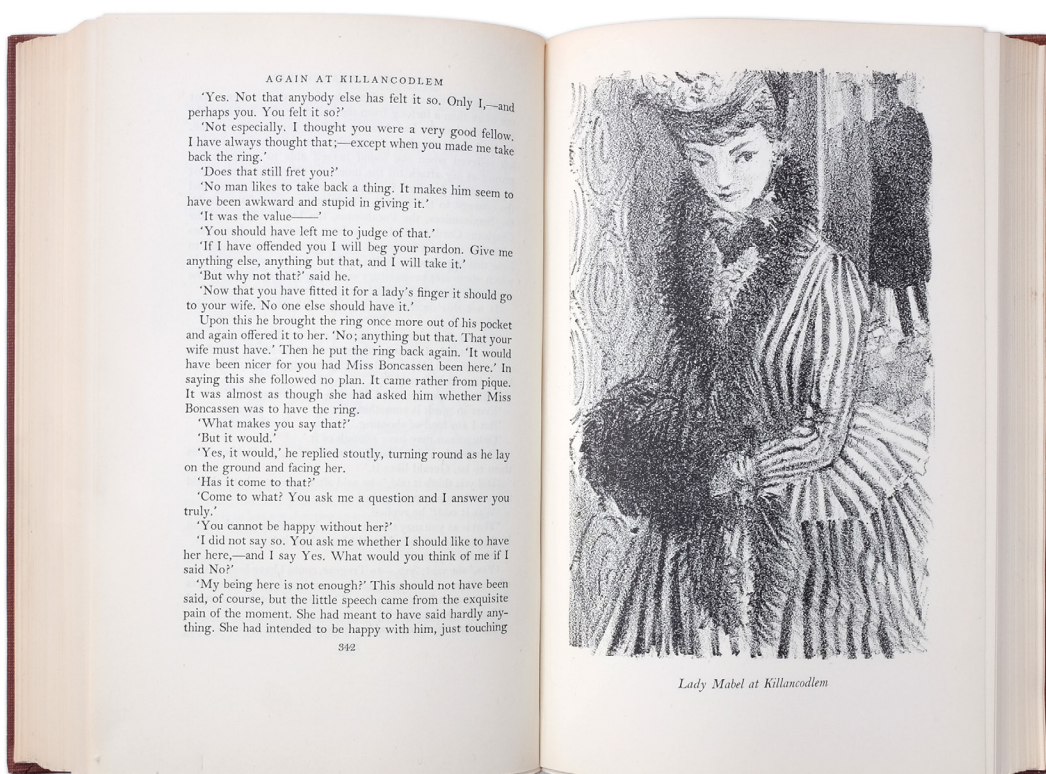 AGAIN AT KILLANCODLEM
‘Yes. Not that anybody else has felt it so. Only I,—and
perhaps you. You felt it so?’
‘Not especially. I thought you were a very good fellow.
I have always thought that;—except when you made me take
back the ring.’
‘Does that still fret you?’
‘No man likes to take back a thing. It makes him seem to
have been awkward and stupid in giving it.’
‘It was the value——’
‘You should have left me to judge of that.’
‘If I have offended you I will beg your pardon. Give me
anything else, anything but that, and I will take it.’
‘But why not that?’ said he.
‘Now that you have fitted it for a lady’s finger it should go
to your wife. No one else should have it.’
Upon this he brought the ring once more out of his pocket
and again offered it to her. ‘No; anything but that. That your
wife must have.’ Then he put the ring back again. ‘It would
have been nicer for you had Miss Boncassen been here.’ In
saying this she followed no plan. It came rather from pique.
It was almost as though she had asked him whether Miss
Boncassen was to have the ring.
‘What makes you say that?’
‘But it would.’
‘Yes, it would,’ he replied stoutly, turning round as he lay
on the ground and facing her.
‘Has it come to that?’
‘Come to what? You ask me a question and I answer you
truly.’
‘You cannot be happy without her?’
‘I did not say so. You ask me whether I should like to have
her here,—and I say Yes. What would you think of me if I
said No?’
‘My being here is not enough?’ This should not have been
said, of course, but the little speech came from the exquisite
pain of the moment. She had meant to have said hardly any-
thing. She had intended to be happy with him, just touching
342
Lady Mabel at Killancodlem